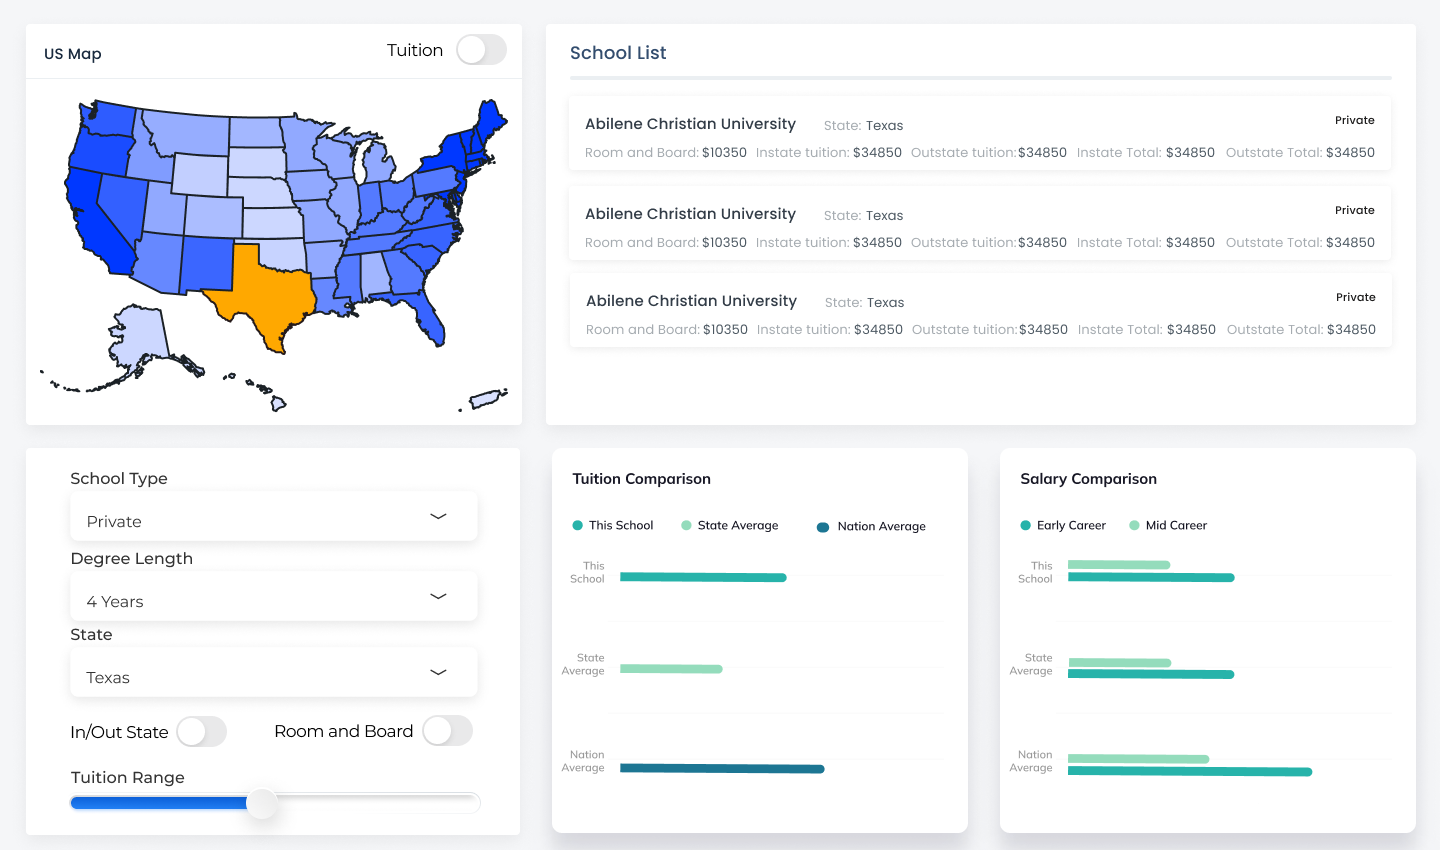 US Map
Tuition
School List
Abilene Christian University State: Texas Private
Room and Board: $10350 Instate tuition: $34850 Outstate tuition:$34850 Instate Total: $34850 Outstate Total: $34850
Abilene Christian University State: Texas Private
Room and Board: $10350 Instate tuition: $34850 Outstate tuition:$34850 Instate Total: $34850 Outstate Total: $34850
Abilene Christian University State: Texas Private
Room and Board: $10350 Instate tuition: $34850 Outstate tuition:$34850 Instate Total: $34850 Outstate Total: $34850
School Type
Private
Degree Length
4 Years
State
Texas
In/Out State
Room and Board
Tuition Range
Tuition Comparison
This School State Average Nation Average
This
School
State
Average
Nation
Average
Salary Comparison
Early Career Mid Career
This
School
State
Average
Nation
Average